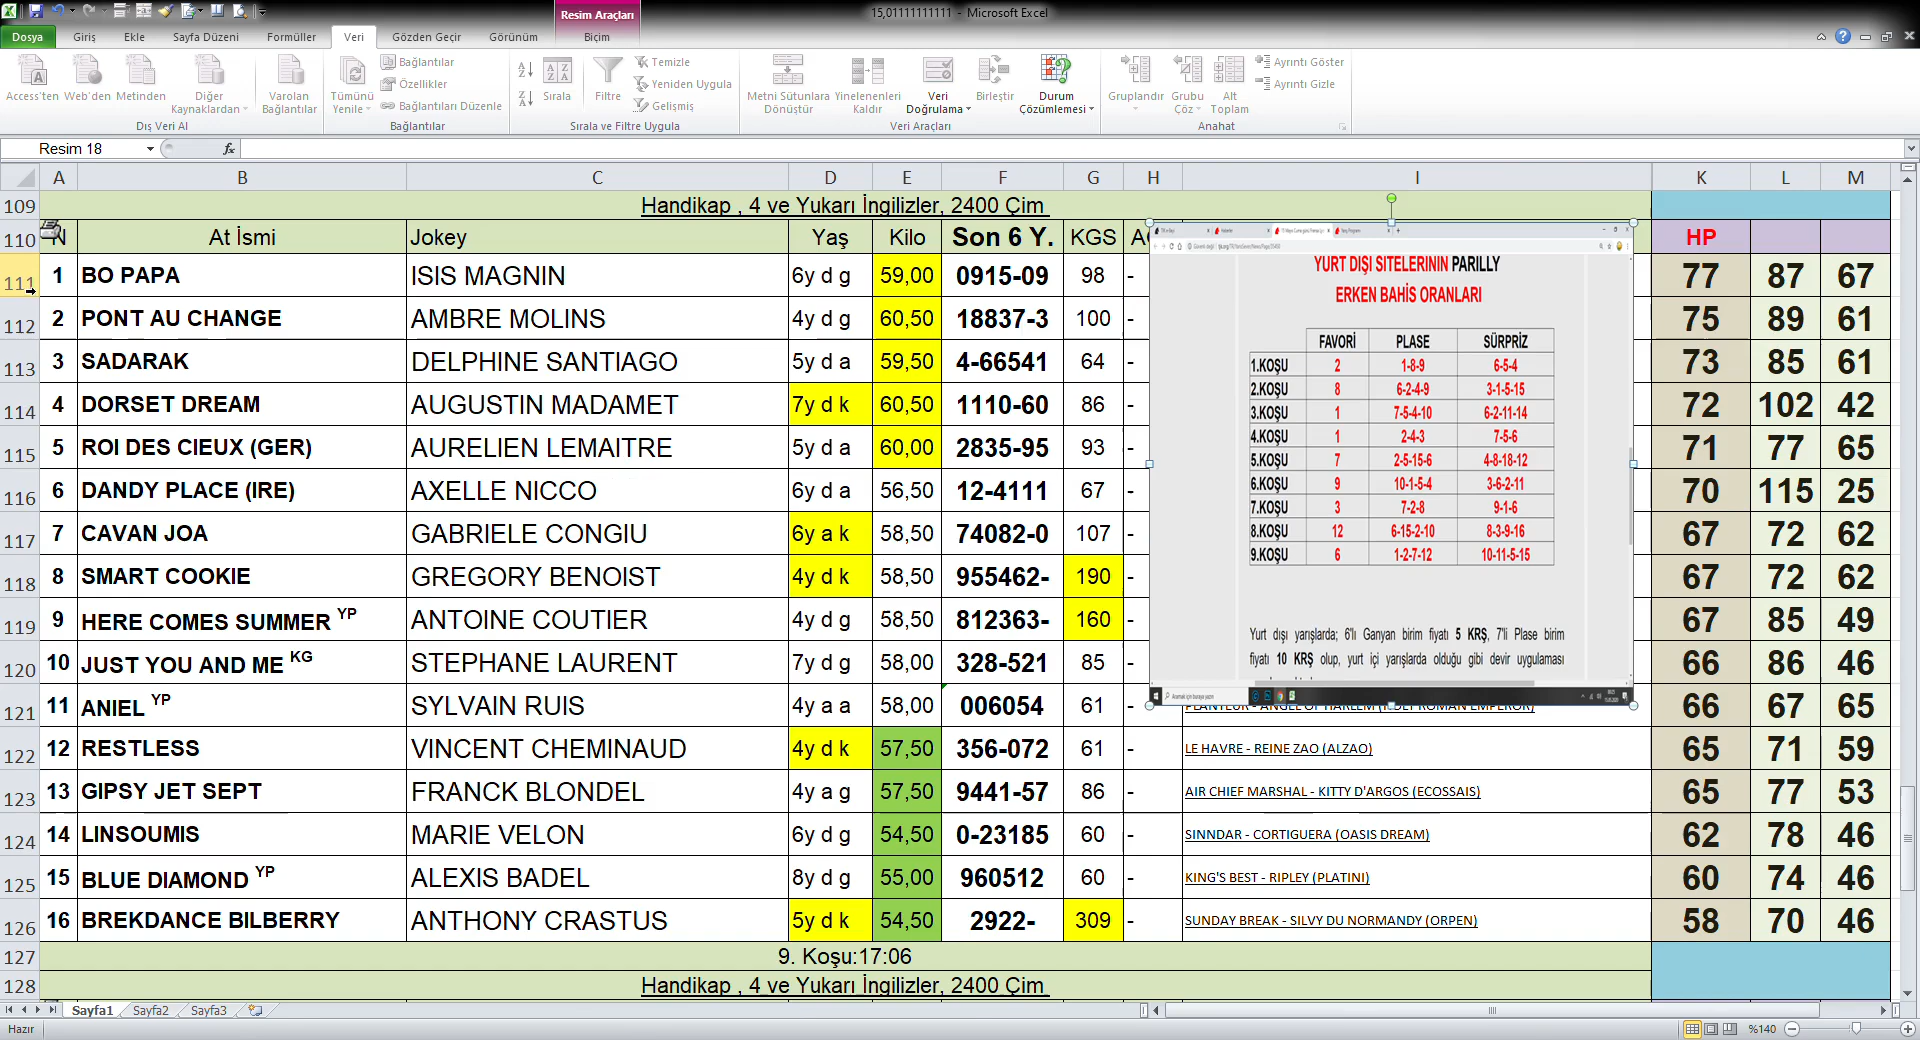 Resim Araçları
15,01111111111 - Microsoft Excel
Dosya Giriş Ekle Sayfa Düzeni Formüller Veri Gözden Geçir Görünüm Biçim
Access'ten Web'den Metinden Diğer Kaynaklardan Varolan Bağlantılar
Dış Veri Al
Tümünü Yenile Bağlantılar Özellikler Bağlantıları Düzenle
Bağlantılar
Sırala Filtre Temizle Yeniden Uygula Gelişmiş
Sırala ve Filtre Uygula
Metni Sütunlara Dönüştür Yinelenenleri Kaldır Veri Doğrulama Birleştir Durum Çözümlemesi
Veri Araçları
Gruplandır Grubu Çöz Alt Toplam Ayrıntı Göster Ayrıntı Gizle
Anahat
Resim 18 fx
A B C D E F G H I K L M
109 Handikap , 4 ve Yukarı İngilizler, 2400 Çim
110 N At İsmi Jokey Yaş Kilo Son 6 Y. KGS HP
111 1 BO PAPA ISIS MAGNIN 6y d g 59,00 0915-09 98 - 77 87 67
112 2 PONT AU CHANGE AMBRE MOLINS 4y d g 60,50 18837-3 100 - 75 89 61
113 3 SADARAK DELPHINE SANTIAGO 5y d a 59,50 4-66541 64 - 73 85 61
114 4 DORSET DREAM AUGUSTIN MADAMET 7y d k 60,50 1110-60 86 - 72 102 42
115 5 ROI DES CIEUX (GER) AURELIEN LEMAITRE 5y d a 60,00 2835-95 93 - 71 77 65
116 6 DANDY PLACE (IRE) AXELLE NICCO 6y d a 56,50 12-4111 67 - 70 115 25
117 7 CAVAN JOA GABRIELE CONGIU 6y a k 58,50 74082-0 107 - 67 72 62
118 8 SMART COOKIE GREGORY BENOIST 4y d k 58,50 955462- 190 - 67 72 62
119 9 HERE COMES SUMMER YP ANTOINE COUTIER 4y d g 58,50 812363- 160 - 67 85 49
120 10 JUST YOU AND ME KG STEPHANE LAURENT 7y d g 58,00 328-521 85 - 66 86 46
121 11 ANIEL YP SYLVAIN RUIS 4y a a 58,00 006054 61 - 66 67 65
122 12 RESTLESS VINCENT CHEMINAUD 4y d k 57,50 356-072 61 - LE HAVRE - REINE ZAO (ALZAO) 65 71 59
123 13 GIPSY JET SEPT FRANCK BLONDEL 4y a g 57,50 9441-57 86 - AIR CHIEF MARSHAL - KITTY D'ARGOS (ECOSSAIS) 65 77 53
124 14 LINSOUMIS MARIE VELON 6y d g 54,50 0-23185 60 - SINNDAR - CORTIGUERA (OASIS DREAM) 62 78 46
125 15 BLUE DIAMOND YP ALEXIS BADEL 8y d g 55,00 960512 60 - KING'S BEST - RIPLEY (PLATINI) 60 74 46
126 16 BREKDANCE BILBERRY ANTHONY CRASTUS 5y d k 54,50 2922- 309 - SUNDAY BREAK - SILVY DU NORMANDY (ORPEN) 58 70 46
127 9. Koşu:17:06
128 Handikap , 4 ve Yukarı İngilizler, 2400 Çim
YURT DIŞI SITELERININ PARILLY
ERKEN BAHİS ORANLARI
FAVORİ PLASE SÜRPRİZ
1.KOŞU 2 1-8-9 6-5-4
2.KOŞU 8 6-2-4-9 3-1-5-15
3.KOŞU 1 7-5-4-10 6-2-11-14
4.KOŞU 1 2-4-3 7-5-6
5.KOŞU 7 2-5-15-6 4-8-18-12
6.KOŞU 9 10-1-5-4 3-6-2-11
7.KOŞU 3 7-2-8 9-1-6
8.KOŞU 12 6-15-2-10 8-3-9-16
9.KOŞU 6 1-2-7-12 10-11-5-15
Yurt dışı yarışlarda; 6'lı Ganyan birim fiyatı 5 KRŞ, 7'li Plase birim
fiyatı 10 KRŞ olup, yurt içi yarışlarda olduğu gibi devir uygulaması
Sayfa1 Sayfa2 Sayfa3
Hazır %140